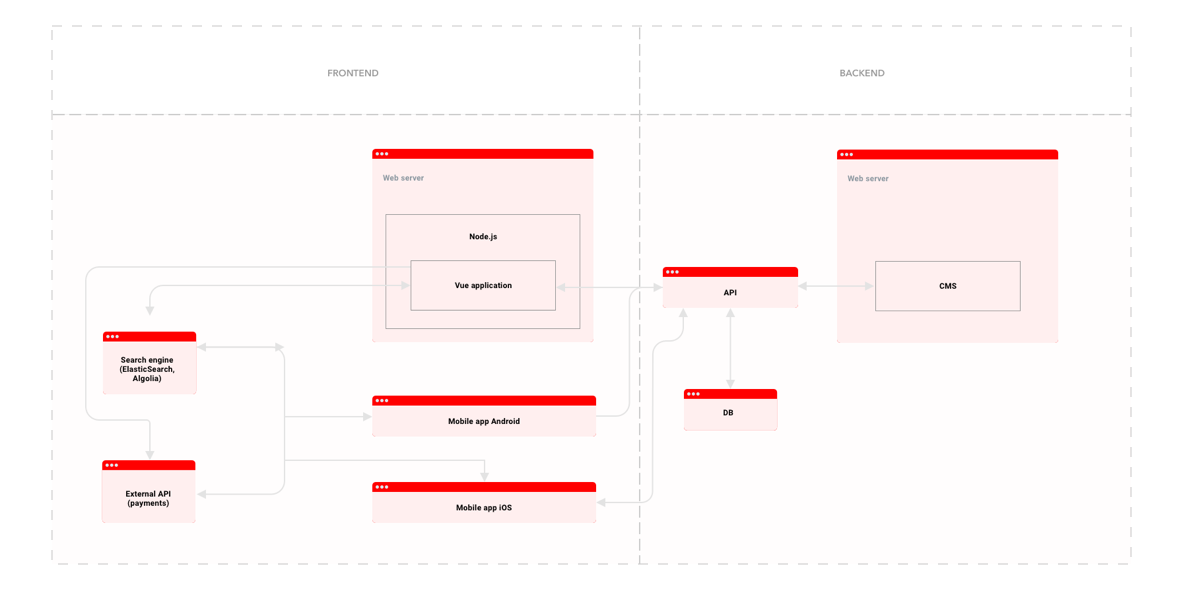 FRONTEND
BACKEND
Web server
Node.js
Vue application
Web server
CMS
API
DB
Search engine
(ElasticSearch,
Algolia)
Mobile app Android
External API
(payments)
Mobile app iOS